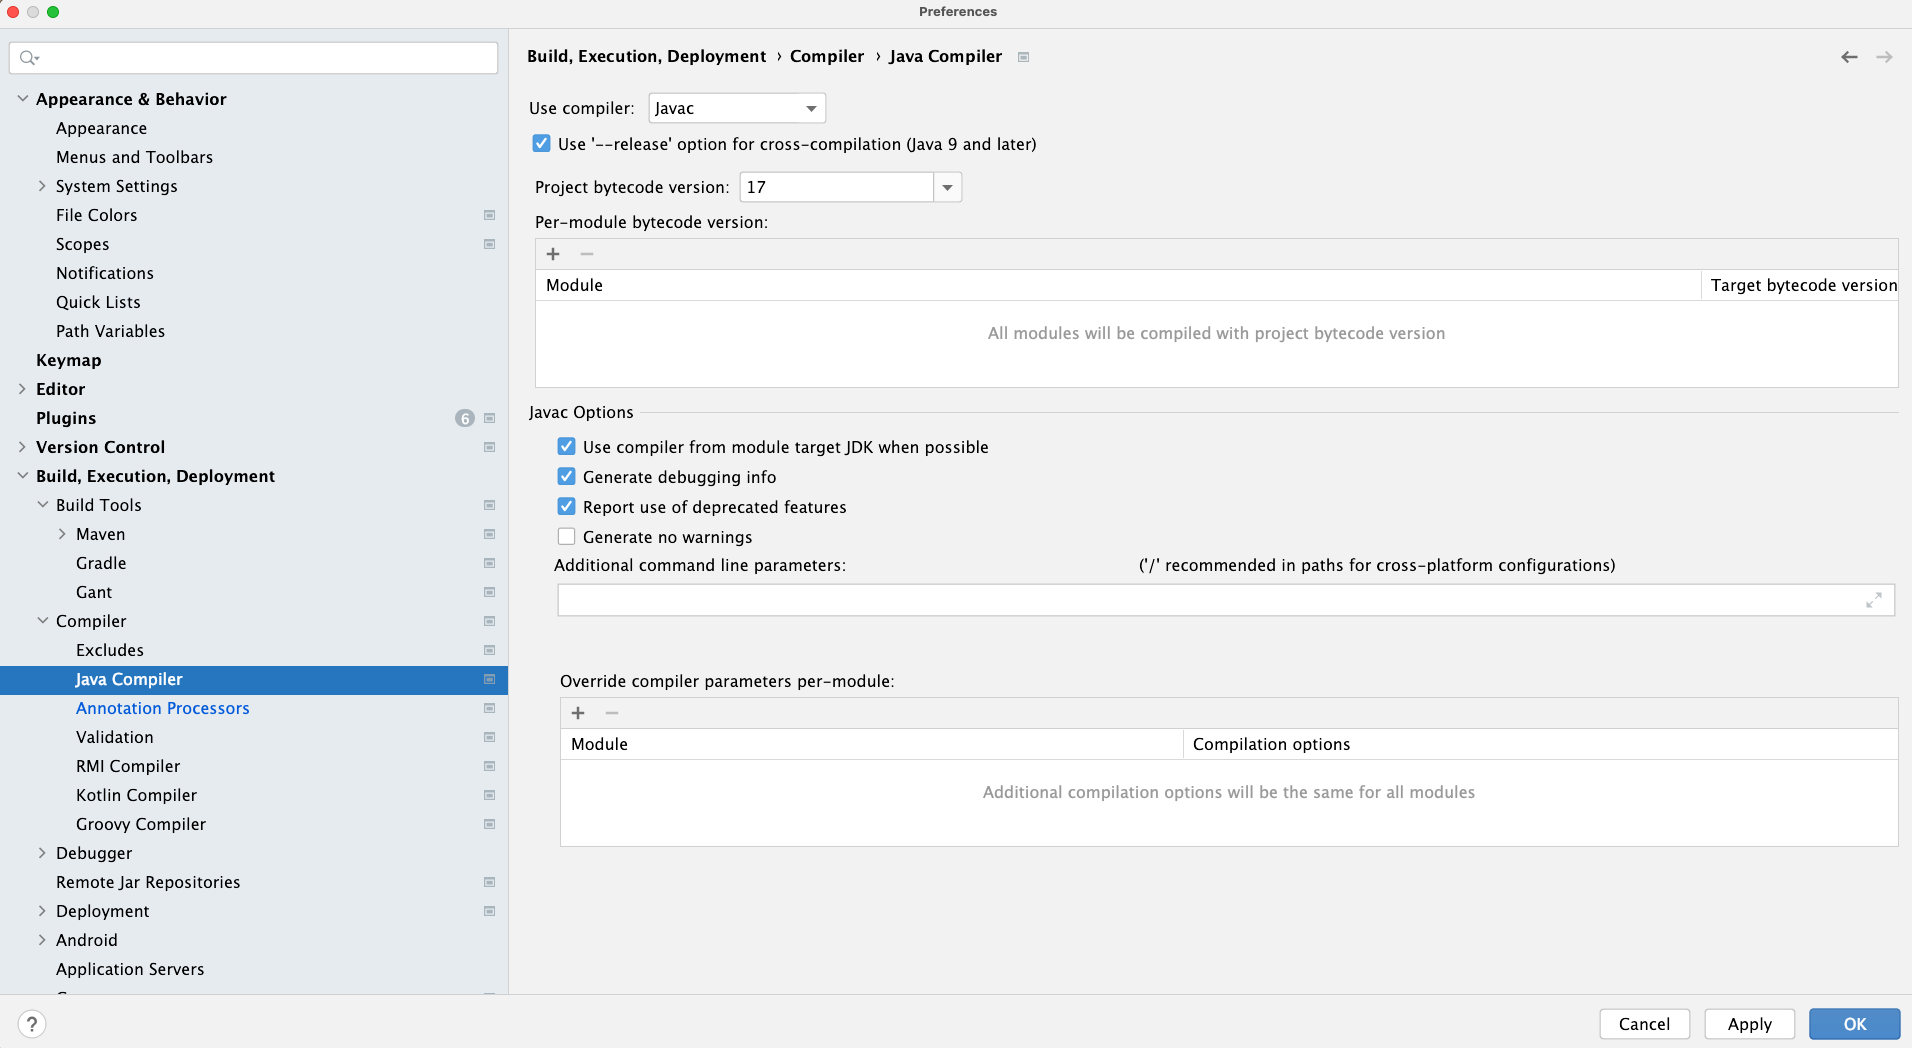 Preferences
Appearance & Behavior
Appearance
Menus and Toolbars
System Settings
File Colors
Scopes
Notifications
Quick Lists
Path Variables
Keymap
Editor
Plugins 6
Version Control
Build, Execution, Deployment
Build Tools
Maven
Gradle
Gant
Compiler
Excludes
Java Compiler
Annotation Processors
Validation
RMI Compiler
Kotlin Compiler
Groovy Compiler
Debugger
Remote Jar Repositories
Deployment
Android
Application Servers
Build, Execution, Deployment › Compiler › Java Compiler
Use compiler: Javac
Use '--release' option for cross-compilation (Java 9 and later)
Project bytecode version: 17
Per-module bytecode version:
+ −
Module Target bytecode version
All modules will be compiled with project bytecode version
Javac Options
Use compiler from module target JDK when possible
Generate debugging info
Report use of deprecated features
Generate no warnings
Additional command line parameters: ('/' recommended in paths for cross-platform configurations)
Override compiler parameters per-module:
+ −
Module Compilation options
Additional compilation options will be the same for all modules
? Cancel Apply OK